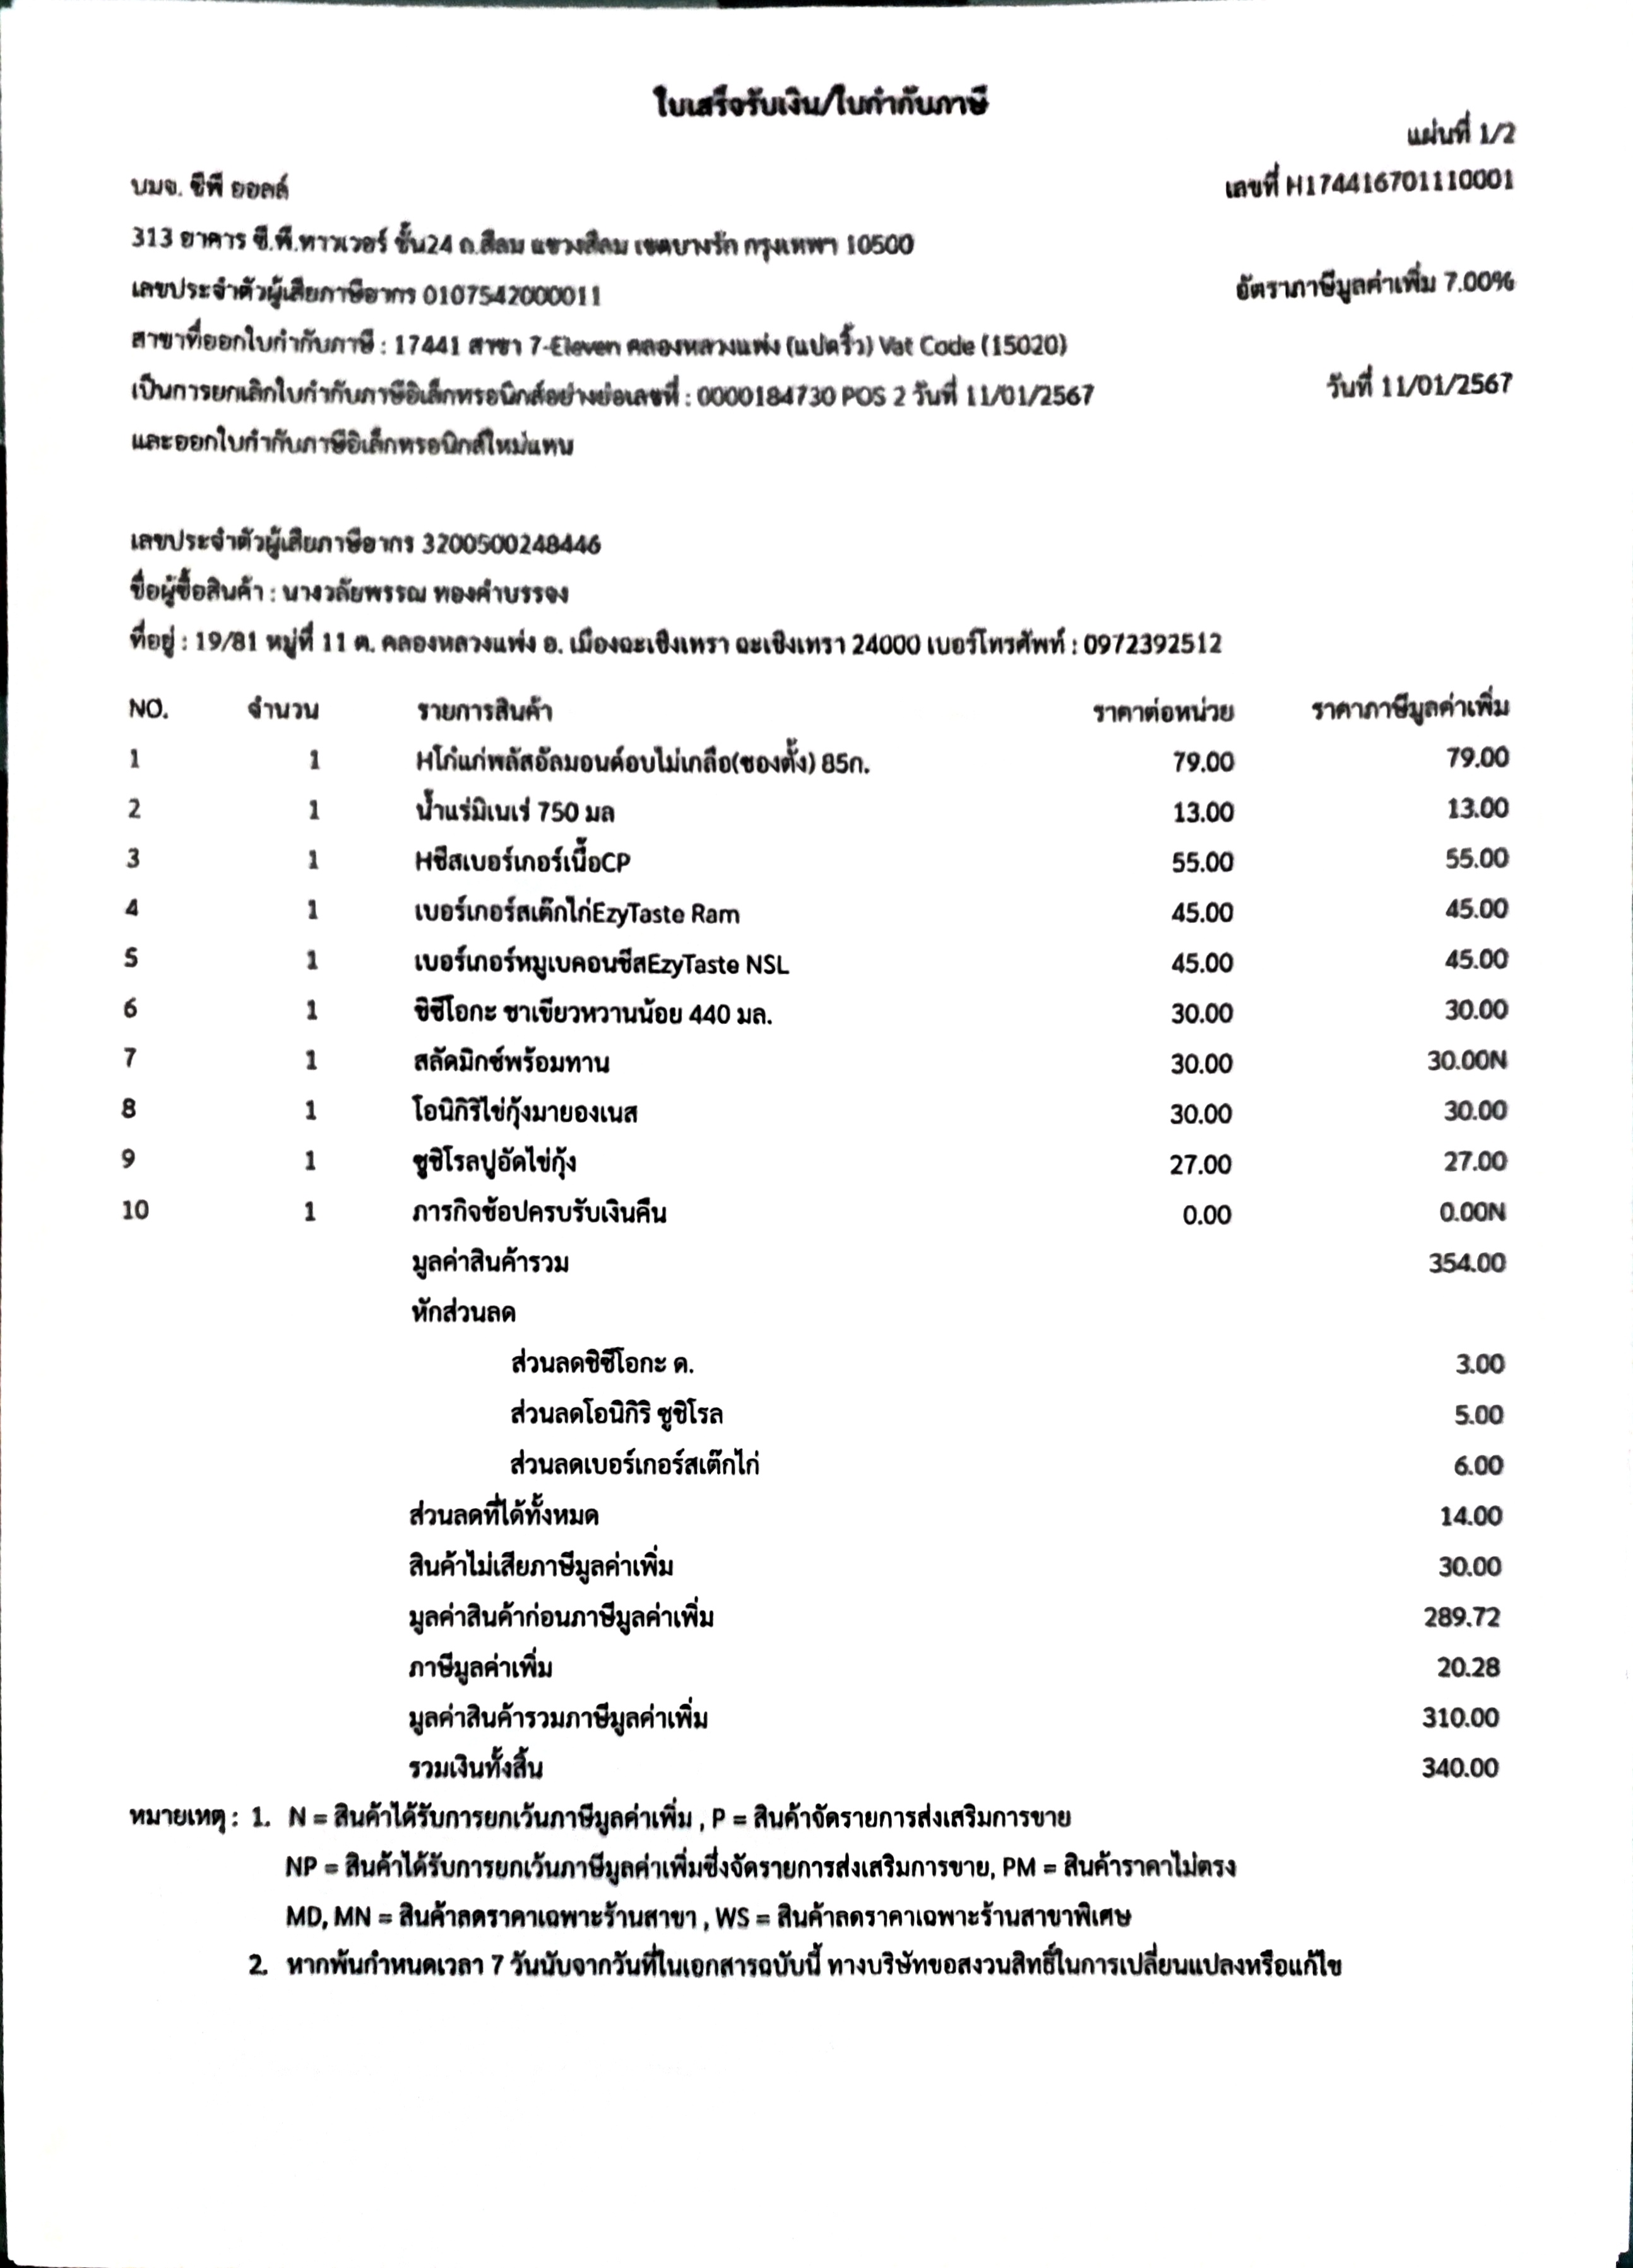 ใบเสร็จรับเงิน/ใบกำกับภาษี
แผ่นที่ 1/2
บมจ. ซีพี ออลล์ เลขที่ H174416701110001
313 อาคาร ซี.พี.ทาวเวอร์ ชั้น24 ถ.สีลม แขวงสีลม เขตบางรัก กรุงเทพฯ 10500
เลขประจำตัวผู้เสียภาษีอากร 0107542000011 อัตราภาษีมูลค่าเพิ่ม 7.00%
สาขาที่ออกใบกำกับภาษี : 17441 สาขา 7-Eleven คลองหลวงแพ่ง (แปดริ้ว) Vat Code (15020)
เป็นการยกเลิกใบกำกับภาษีอิเล็กทรอนิกส์อย่างย่อเลขที่ : 0000184730 POS 2 วันที่ 11/01/2567 วันที่ 11/01/2567
และออกใบกำกับภาษีอิเล็กทรอนิกส์ใหม่แทน
เลขประจำตัวผู้เสียภาษีอากร 3200500248446
ชื่อผู้ซื้อสินค้า : นางวลัยพรรณ ทองคำบรรจง
ที่อยู่ : 19/81 หมู่ที่ 11 ต. คลองหลวงแพ่ง อ. เมืองฉะเชิงเทรา ฉะเชิงเทรา 24000 เบอร์โทรศัพท์ : 0972392512
NO. จำนวน รายการสินค้า ราคาต่อหน่วย ราคาภาษีมูลค่าเพิ่ม
1 1 Hโก๋แก่พลัสอัลมอนด์อบไม่เกลือ(ซองตั้ง) 85ก. 79.00 79.00
2 1 น้ำแร่มิเนเร่ 750 มล 13.00 13.00
3 1 Hชีสเบอร์เกอร์เนื้อCP 55.00 55.00
4 1 เบอร์เกอร์สเต๊กไก่EzyTaste Ram 45.00 45.00
5 1 เบอร์เกอร์หมูเบคอนชีสEzyTaste NSL 45.00 45.00
6 1 ชิซึโอกะ ชาเขียวหวานน้อย 440 มล. 30.00 30.00
7 1 สลัดมิกซ์พร้อมทาน 30.00 30.00N
8 1 โอนิกิริไข่กุ้งมายองเนส 30.00 30.00
9 1 ซูชิโรลปูอัดไข่กุ้ง 27.00 27.00
10 1 ภารกิจช้อปครบรับเงินคืน 0.00 0.00N
มูลค่าสินค้ารวม 354.00
หักส่วนลด
ส่วนลดชิซึโอกะ ด. 3.00
ส่วนลดโอนิกิริ ซูชิโรล 5.00
ส่วนลดเบอร์เกอร์สเต๊กไก่ 6.00
ส่วนลดที่ได้ทั้งหมด 14.00
สินค้าไม่เสียภาษีมูลค่าเพิ่ม 30.00
มูลค่าสินค้าก่อนภาษีมูลค่าเพิ่ม 289.72
ภาษีมูลค่าเพิ่ม 20.28
มูลค่าสินค้ารวมภาษีมูลค่าเพิ่ม 310.00
รวมเงินทั้งสิ้น 340.00
หมายเหตุ : 1. N = สินค้าได้รับการยกเว้นภาษีมูลค่าเพิ่ม , P = สินค้าจัดรายการส่งเสริมการขาย
NP = สินค้าได้รับการยกเว้นภาษีมูลค่าเพิ่มซึ่งจัดรายการส่งเสริมการขาย, PM = สินค้าราคาไม่ตรง
MD, MN = สินค้าลดราคาเฉพาะร้านสาขา , WS = สินค้าลดราคาเฉพาะร้านสาขาพิเศษ
2. หากพ้นกำหนดเวลา 7 วันนับจากวันที่ในเอกสารฉบับนี้ ทางบริษัทขอสงวนสิทธิ์ในการเปลี่ยนแปลงหรือแก้ไข